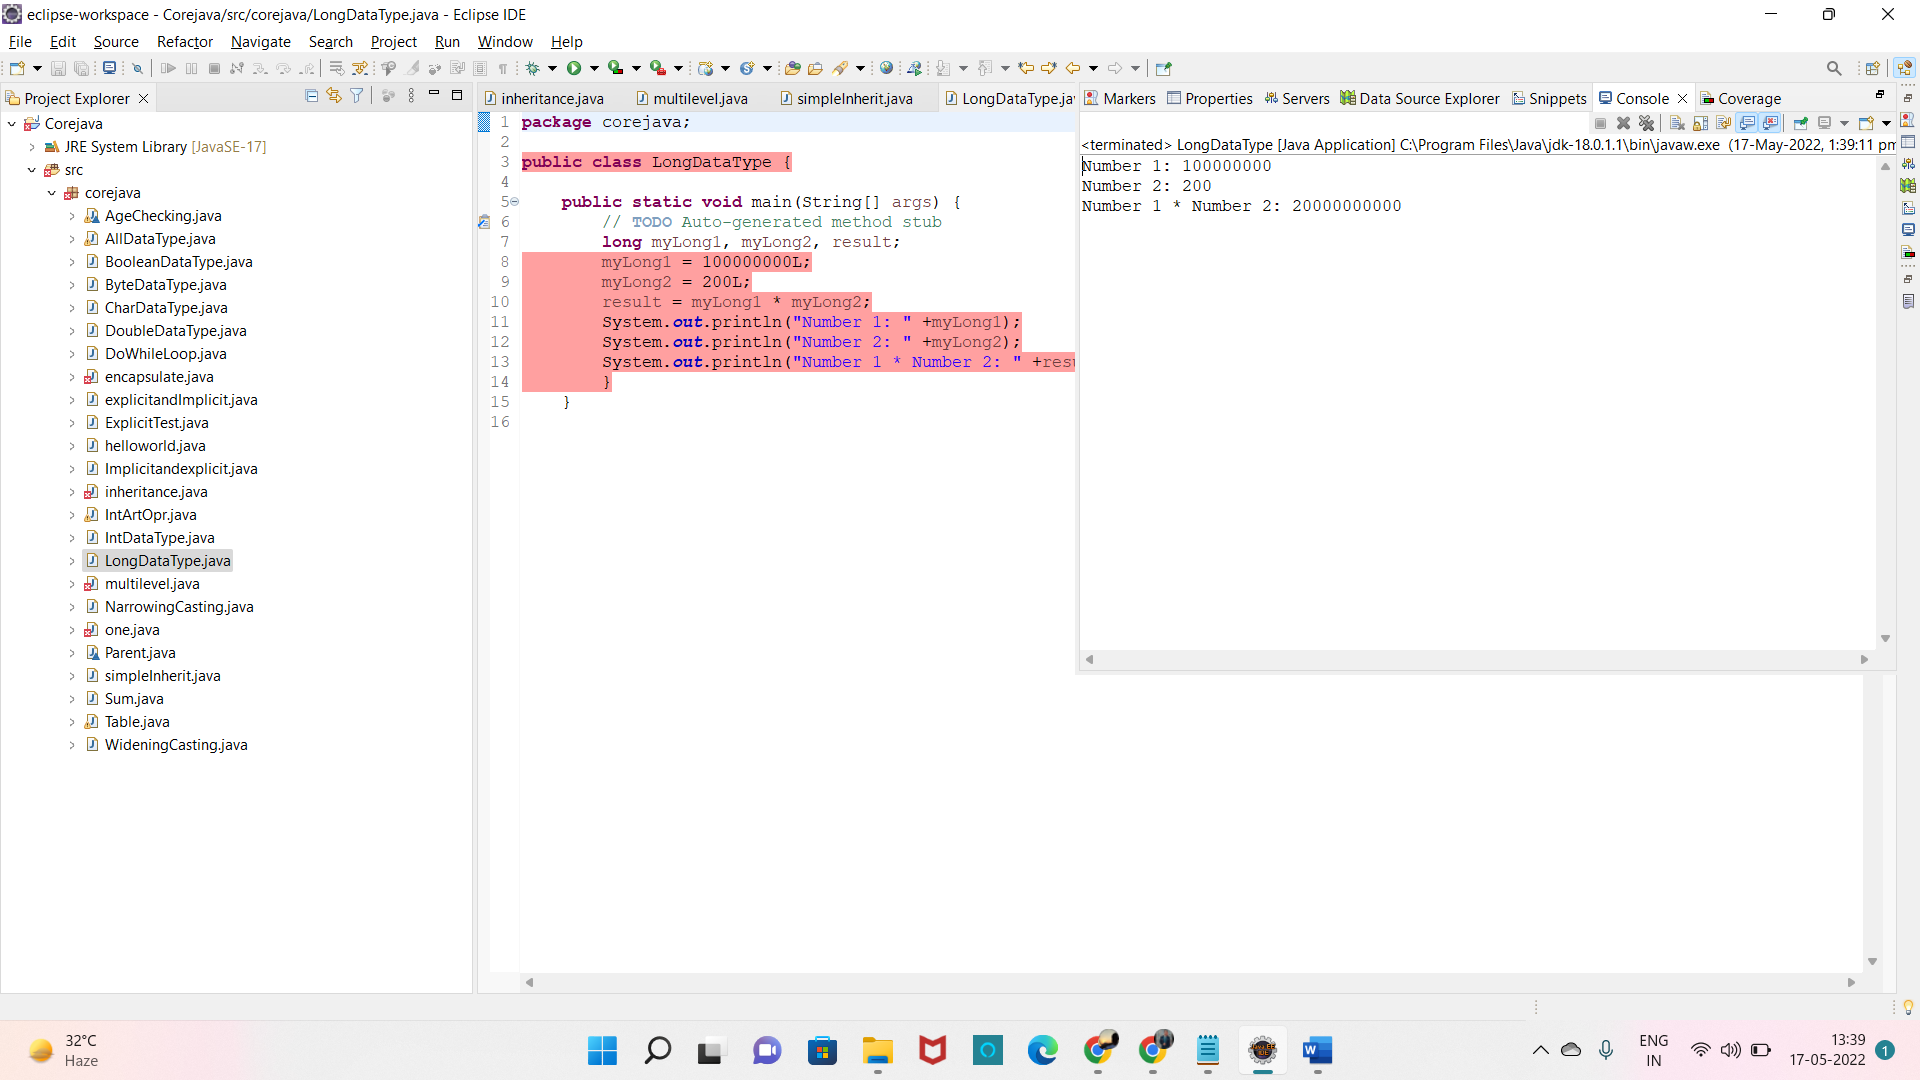 eclipse-workspace - Corejava/src/corejava/LongDataType.java - Eclipse IDE
File Edit Source Refactor Navigate Search Project Run Window Help
Project Explorer
Corejava
JRE System Library [JavaSE-17]
src
corejava
AgeChecking.java
AllDataType.java
BooleanDataType.java
ByteDataType.java
CharDataType.java
DoubleDataType.java
DoWhileLoop.java
encapsulate.java
explicitandImplicit.java
ExplicitTest.java
helloworld.java
Implicitandexplicit.java
inheritance.java
IntArtOpr.java
IntDataType.java
LongDataType.java
multilevel.java
NarrowingCasting.java
one.java
Parent.java
simpleInherit.java
Sum.java
Table.java
WideningCasting.java
inheritance.java multilevel.java simpleInherit.java LongDataType.ja
1 package corejava;
2
3 public class LongDataType {
4
5 public static void main(String[] args) {
6 // TODO Auto-generated method stub
7 long myLong1, myLong2, result;
8 myLong1 = 100000000L;
9 myLong2 = 200L;
10 result = myLong1 * myLong2;
11 System.out.println("Number 1: " +myLong1);
12 System.out.println("Number 2: " +myLong2);
13 System.out.println("Number 1 * Number 2: " +resu
14 }
15 }
16
Markers Properties Servers Data Source Explorer Snippets Console Coverage
<terminated> LongDataType [Java Application] C:\Program Files\Java\jdk-18.0.1.1\bin\javaw.exe (17-May-2022, 1:39:11 pm
Number 1: 100000000
Number 2: 200
Number 1 * Number 2: 20000000000
32°C
Haze
ENG
IN
13:39
17-05-2022
1